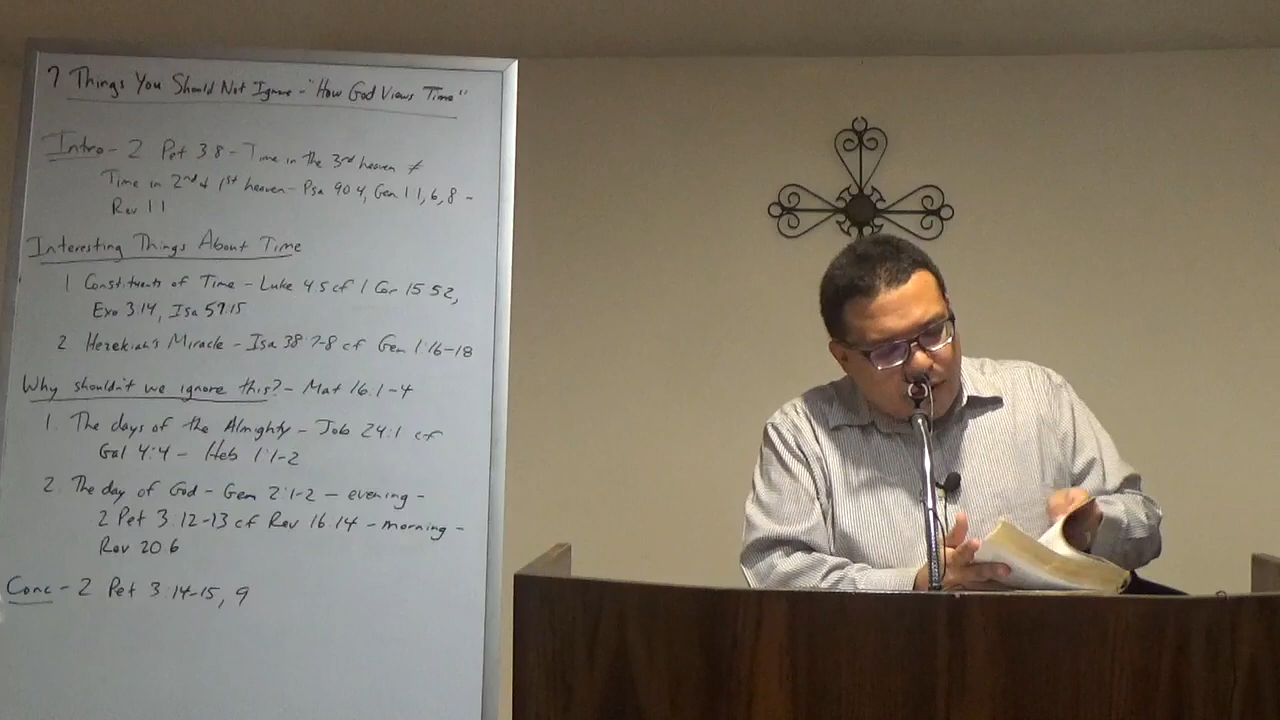 7 Things You Should Not Ignore - "How God Views Time"
Intro - 2 Pet 3:8 - Time in the 3rd heaven ≠
Time in 2nd & 1st heaven - Psa 90:4, Gen 1:1, 6, 8 -
Rev 1:1
Interesting Things About Time
1 Constituents of Time - Luke 4:5 cf 1 Cor 15:52,
Exo 3:14, Isa 57:15
2 Hezekiah's Miracle - Isa 38:7-8 cf Gen 1:16-18
Why shouldn't we ignore this? - Mat 16:1-4
1. The days of the Almighty - Job 24:1 cf
Gal 4:4 - Heb 1:1-2
2. The day of God - Gen 2:1-2 - evening -
2 Pet 3:12-13 cf Rev 16:14 - morning -
Rev 20:6
Conc - 2 Pet 3:14-15, 9